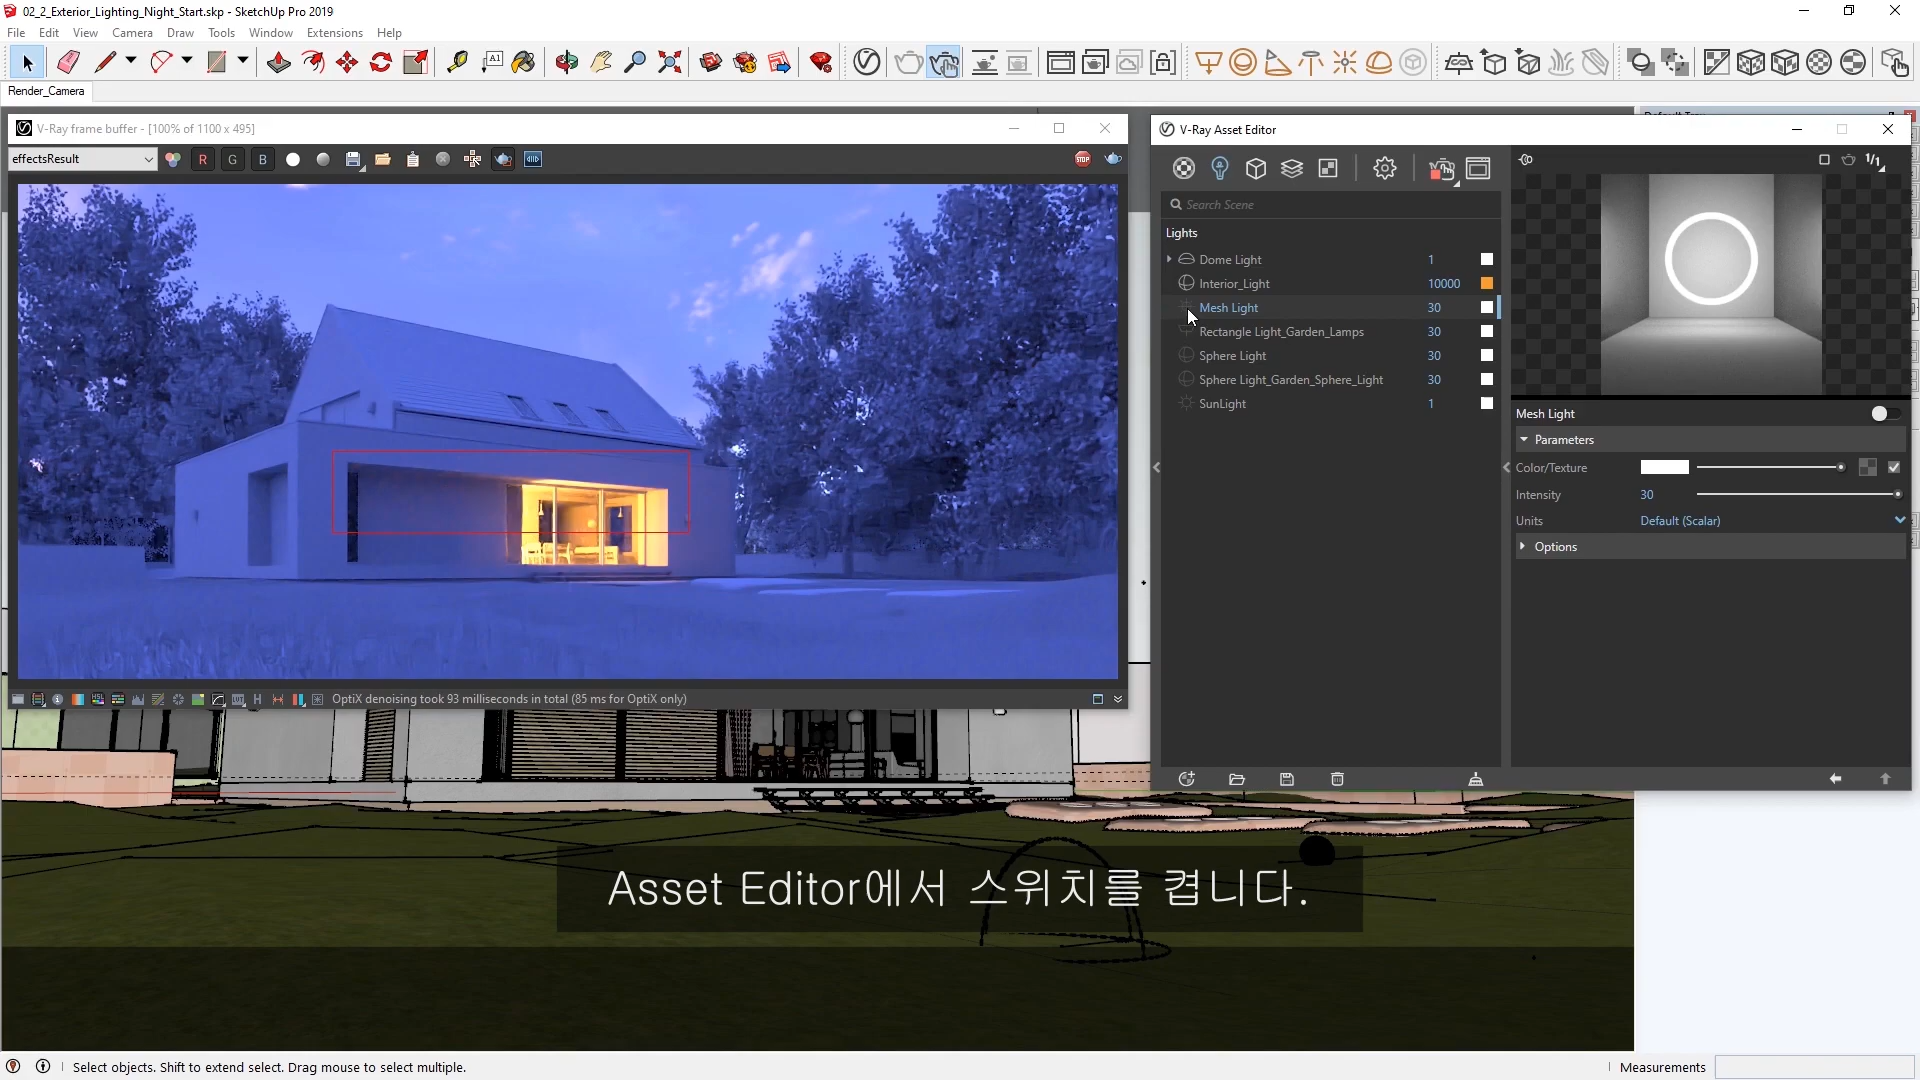 02_2_Exterior_Lighting_Night_Start.skp - SketchUp Pro 2019
File Edit View Camera Draw Tools Window Extensions Help
A1
Render_Camera
V-Ray frame buffer - [100% of 1100 x 495]
effectsResult R G B STOP
V-Ray Asset Editor
1/1
Search Scene
Lights
Dome Light 1
Interior_Light 10000
Mesh Light 30
Rectangle Light_Garden_Lamps 30
Sphere Light 30
Sphere Light_Garden_Sphere_Light 30
SunLight 1
Mesh Light
Parameters
Color/Texture
Intensity 30
Units Default (Scalar)
Options
HSL H OptiX denoising took 93 milliseconds in total (85 ms for OptiX only)
Asset Editor에서 스위치를 켭니다.
Select objects. Shift to extend select. Drag mouse to select multiple.
Measurements